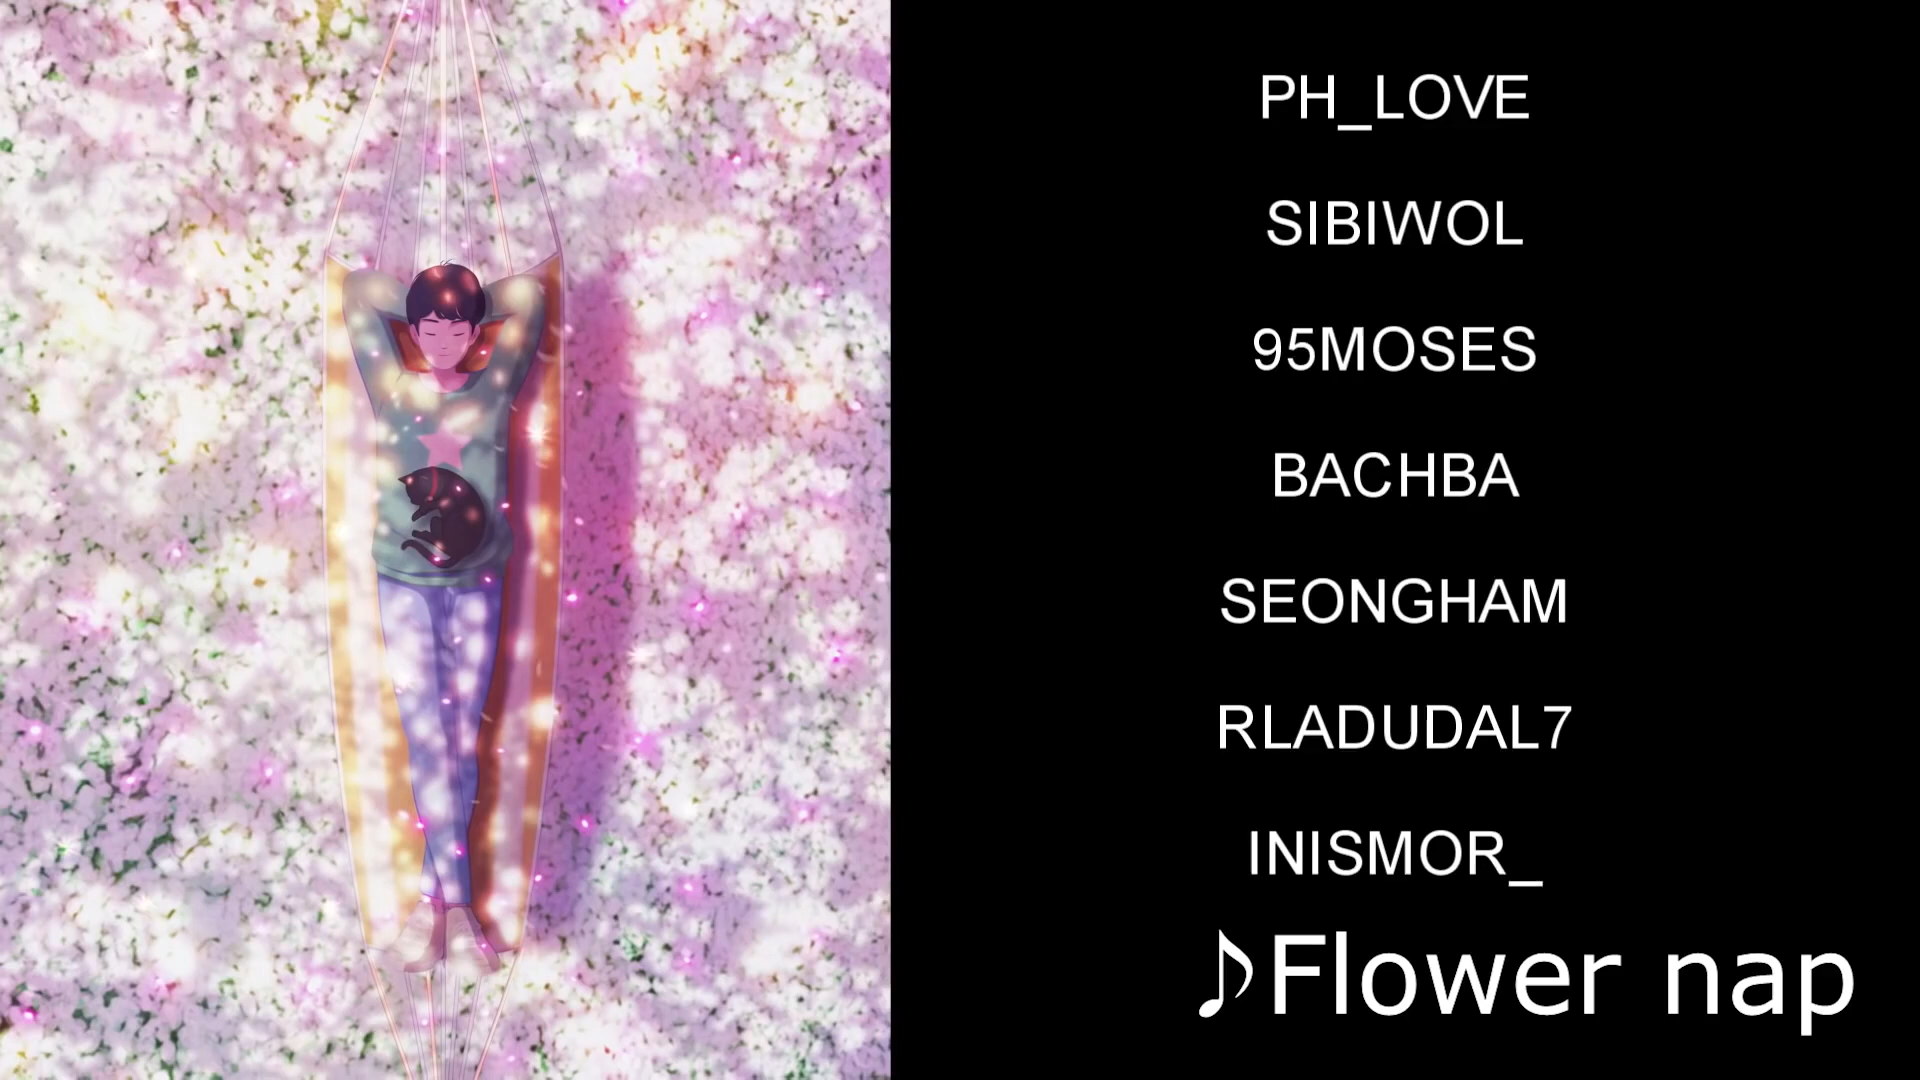 PH_LOVE
SIBIWOL
95MOSES
BACHBA
SEONGHAM
RLADUDAL7
INISMOR_
♪Flower nap